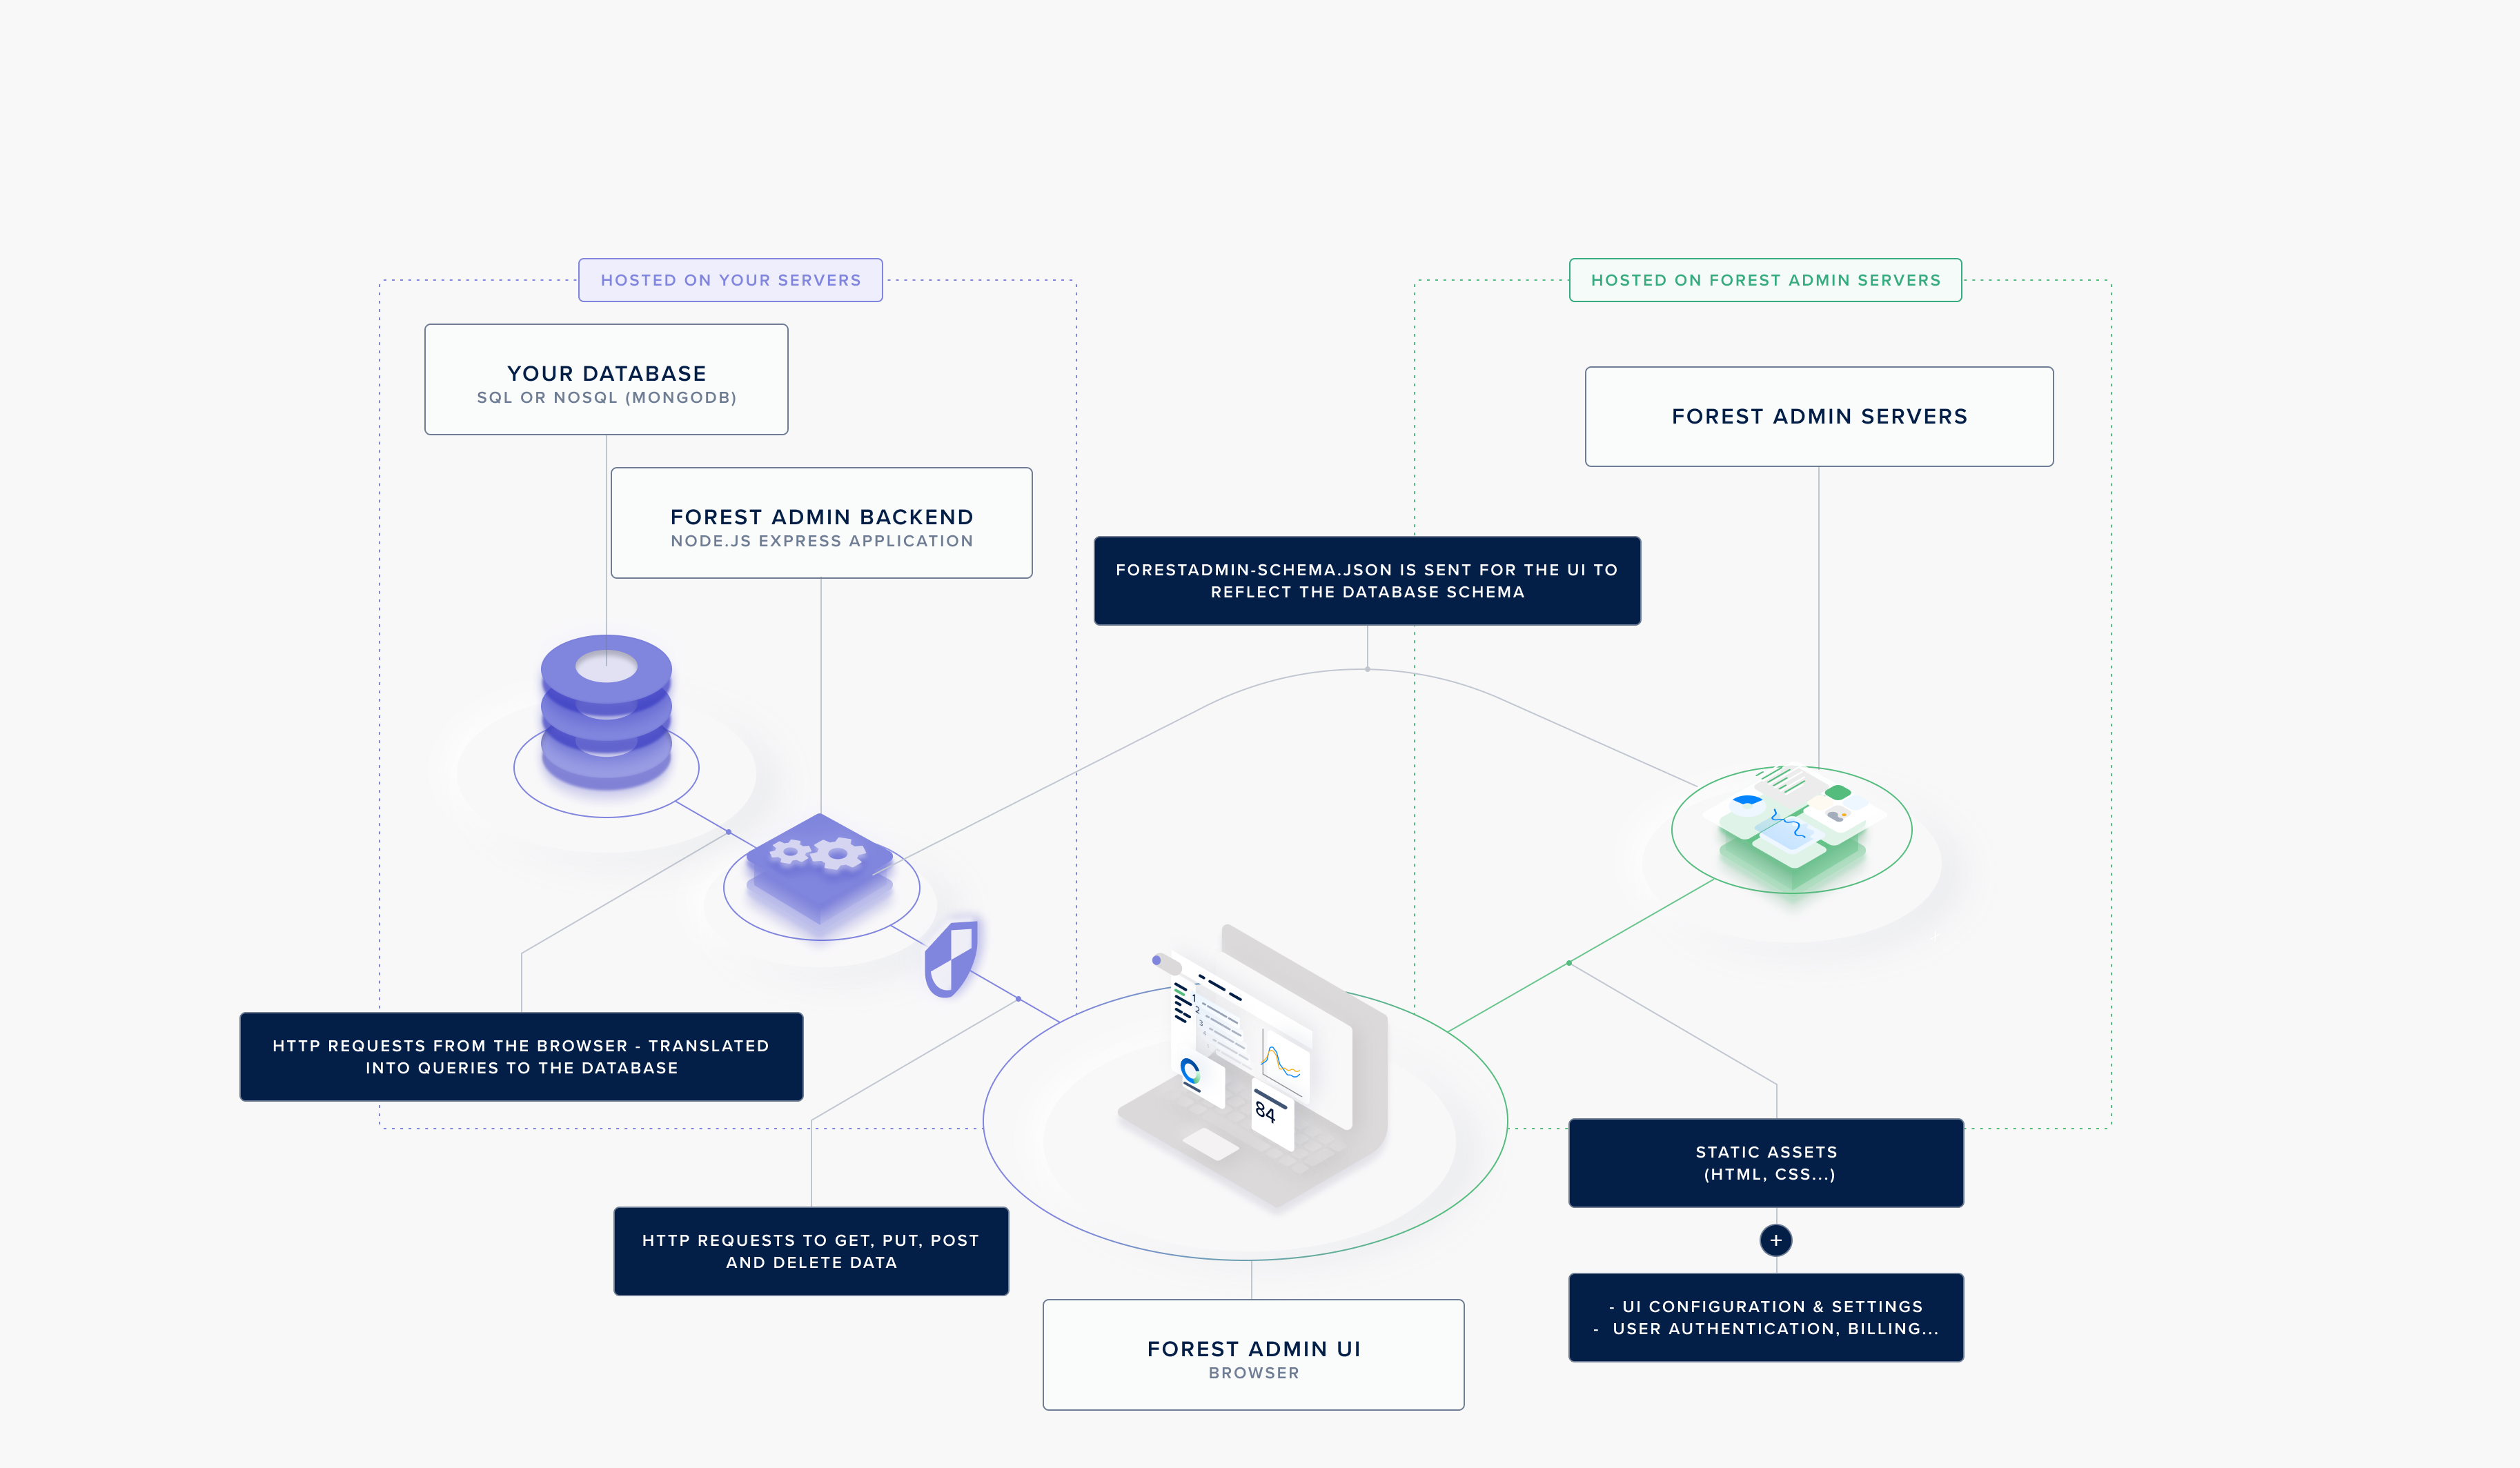 HOSTED ON YOUR SERVERS
HOSTED ON FOREST ADMIN SERVERS
YOUR DATABASE
SQL OR NOSQL (MONGODB)
FOREST ADMIN SERVERS
FOREST ADMIN BACKEND
NODE.JS EXPRESS APPLICATION
FORESTADMIN-SCHEMA.JSON IS SENT FOR THE UI TO
REFLECT THE DATABASE SCHEMA
HTTP REQUESTS FROM THE BROWSER - TRANSLATED
INTO QUERIES TO THE DATABASE
1
2
3
84
STATIC ASSETS
(HTML, CSS...)
HTTP REQUESTS TO GET, PUT, POST
AND DELETE DATA
+
- UI CONFIGURATION & SETTINGS
- USER AUTHENTICATION, BILLING...
FOREST ADMIN UI
BROWSER